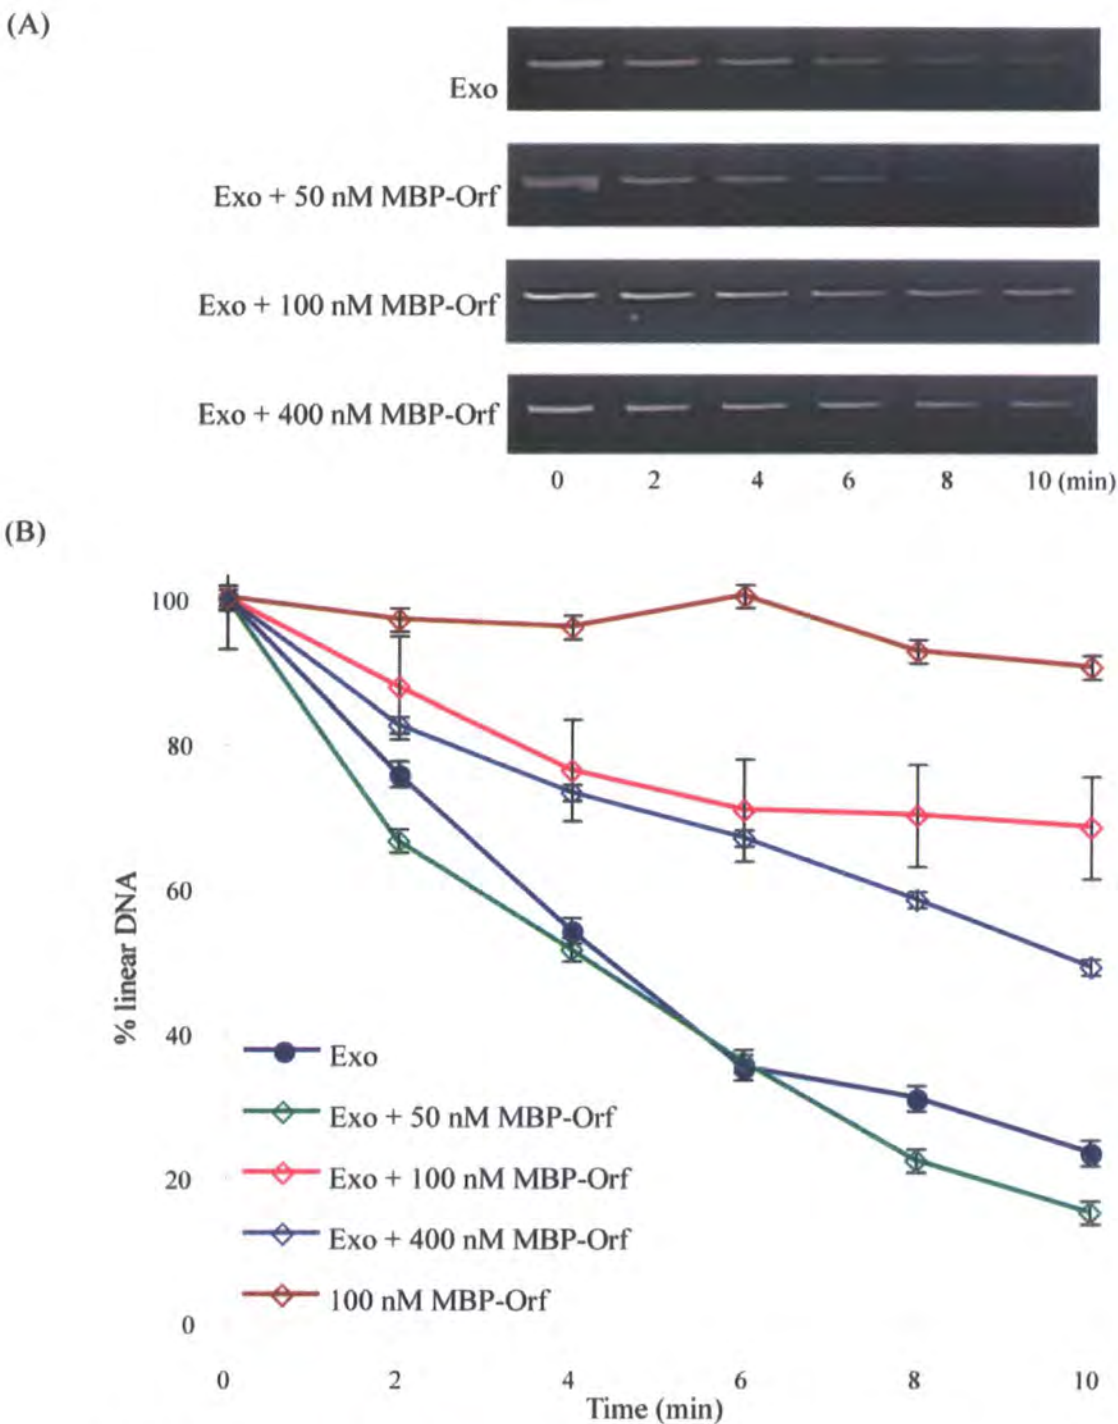 (A)
Exo
Exo + 50 nM MBP-Orf
Exo + 100 nM MBP-Orf
Exo + 400 nM MBP-Orf
0 2 4 6 8 10 (min)
(B)
100
80
60
40
20
0
% linear DNA
Exo
Exo + 50 nM MBP-Orf
Exo + 100 nM MBP-Orf
Exo + 400 nM MBP-Orf
100 nM MBP-Orf
0 2 4 6 8 10
Time (min)